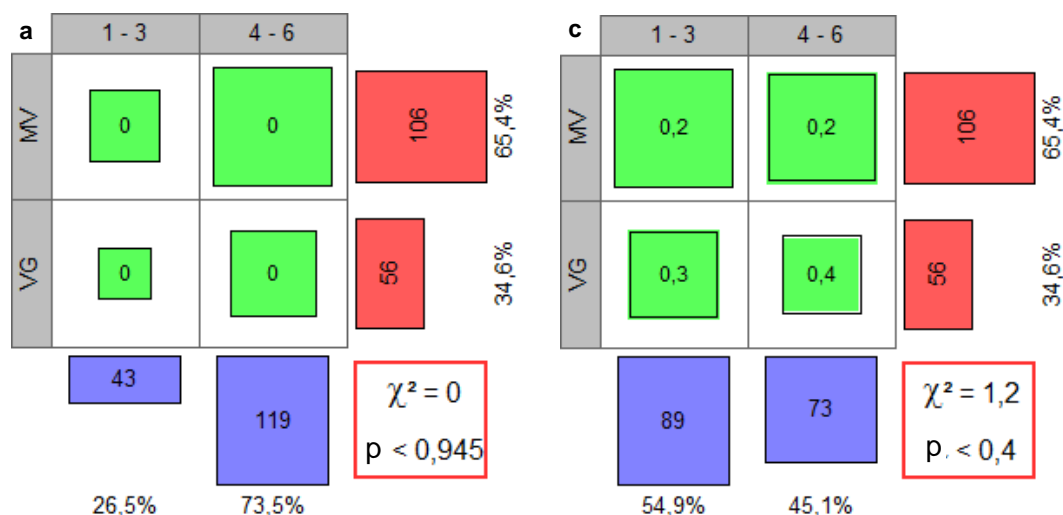 a
1 - 3
4 - 6
MV
0
0
106
65,4%
VG
0
0
56
34,6%
43
119
χ² = 0
p < 0,945
26,5%
73,5%
c
1 - 3
4 - 6
MV
0,2
0,2
106
65,4%
VG
0,3
0,4
56
34,6%
89
73
χ² = 1,2
p < 0,4
54,9%
45,1%